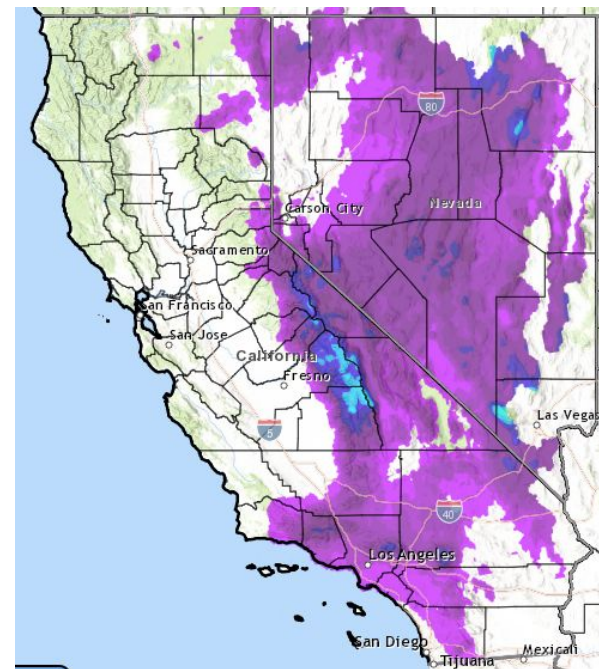 80
Carson City
Nevada
Sacramento
San Francisco
San Jose
California
Fresno
5
Las Vegas
40
Los Angeles
San Diego
Tijuana
Mexicali